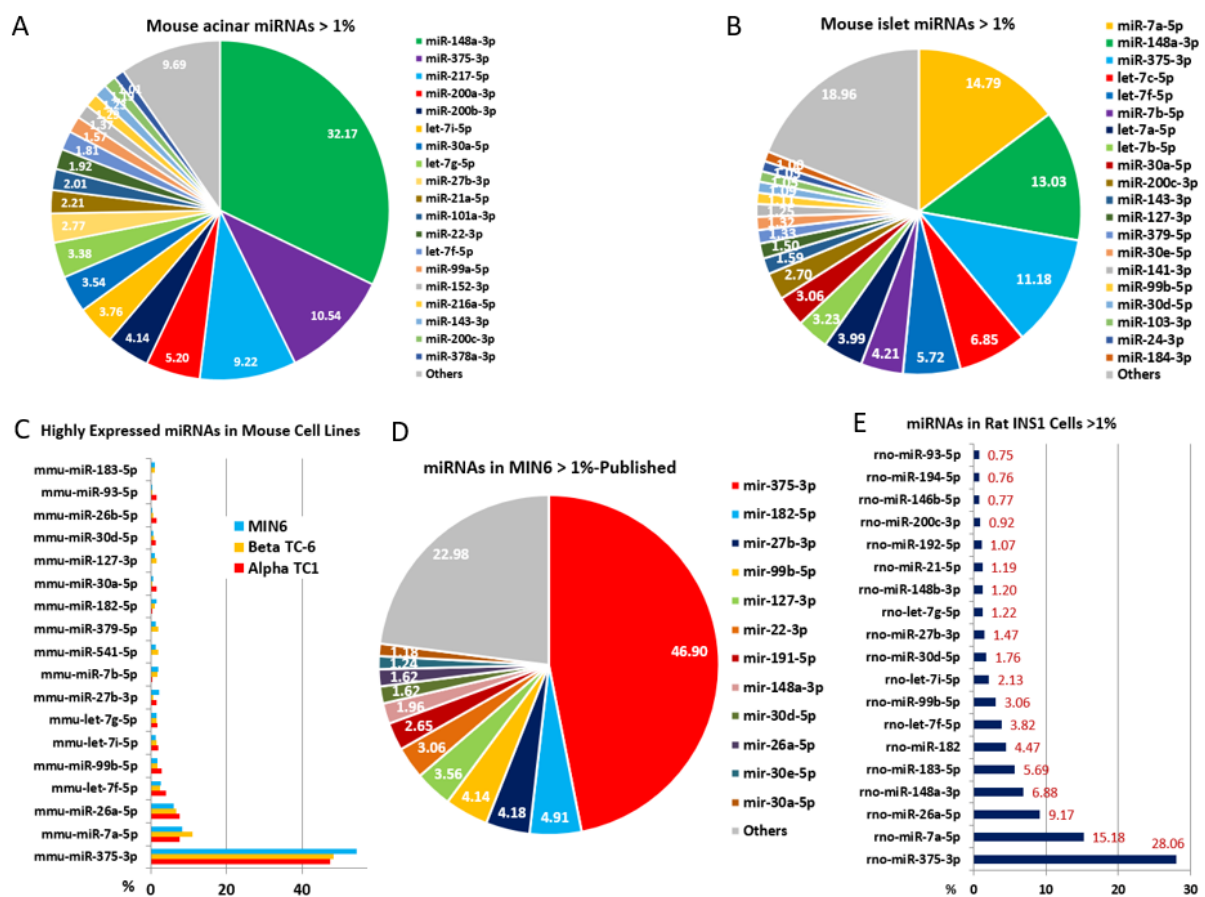 A
Mouse acinar miRNAs > 1%
9.69
32.17
10.54
9.22
5.20
4.14
3.76
3.54
3.38
2.77
2.21
2.01
1.92
1.81
1.57
1.37
1.01
miR-148a-3p
miR-375-3p
miR-217-5p
miR-200a-3p
miR-200b-3p
let-7i-5p
miR-30a-5p
let-7g-5p
miR-27b-3p
miR-21a-5p
miR-101a-3p
miR-22-3p
let-7f-5p
miR-99a-5p
miR-152-3p
miR-216a-5p
miR-143-3p
miR-200c-3p
miR-378a-3p
Others
B
Mouse islet miRNAs > 1%
18.96
14.79
13.03
11.18
6.85
5.72
4.21
3.99
3.23
3.06
2.70
1.59
1.50
1.33
1.32
1.25
1.11
1.09
miR-7a-5p
miR-148a-3p
miR-375-3p
let-7c-5p
let-7f-5p
miR-7b-5p
let-7a-5p
let-7b-5p
miR-30a-5p
miR-200c-3p
miR-143-3p
miR-127-3p
miR-379-5p
miR-30e-5p
miR-141-3p
miR-99b-5p
miR-30d-5p
miR-103-3p
miR-24-3p
miR-184-3p
Others
C
Highly Expressed miRNAs in Mouse Cell Lines
mmu-miR-183-5p
mmu-miR-93-5p
mmu-miR-26b-5p
mmu-miR-30d-5p
mmu-miR-127-3p
mmu-miR-30a-5p
mmu-miR-182-5p
mmu-miR-379-5p
mmu-miR-541-5p
mmu-miR-7b-5p
mmu-miR-27b-3p
mmu-let-7g-5p
mmu-let-7i-5p
mmu-miR-99b-5p
mmu-let-7f-5p
mmu-miR-26a-5p
mmu-miR-7a-5p
mmu-miR-375-3p
% 0 20 40
MIN6
Beta TC-6
Alpha TC1
D
miRNAs in MIN6 > 1%-Published
22.98
46.90
4.91
4.18
4.14
3.56
3.06
2.65
1.96
1.62
1.62
1.24
1.18
mir-375-3p
mir-182-5p
mir-27b-3p
mir-99b-5p
mir-127-3p
mir-22-3p
mir-191-5p
mir-148a-3p
mir-30d-5p
mir-26a-5p
mir-30e-5p
mir-30a-5p
Others
E
miRNAs in Rat INS1 Cells >1%
rno-miR-93-5p 0.75
rno-miR-194-5p 0.76
rno-miR-146b-5p 0.77
rno-miR-200c-3p 0.92
rno-miR-192-5p 1.07
rno-miR-21-5p 1.19
rno-miR-148b-3p 1.20
rno-let-7g-5p 1.22
rno-miR-27b-3p 1.47
rno-miR-30d-5p 1.76
rno-let-7i-5p 2.13
rno-miR-99b-5p 3.06
rno-let-7f-5p 3.82
rno-miR-182 4.47
rno-miR-183-5p 5.69
rno-miR-148a-3p 6.88
rno-miR-26a-5p 9.17
rno-miR-7a-5p 15.18
rno-miR-375-3p 28.06
% 0 10 20 30